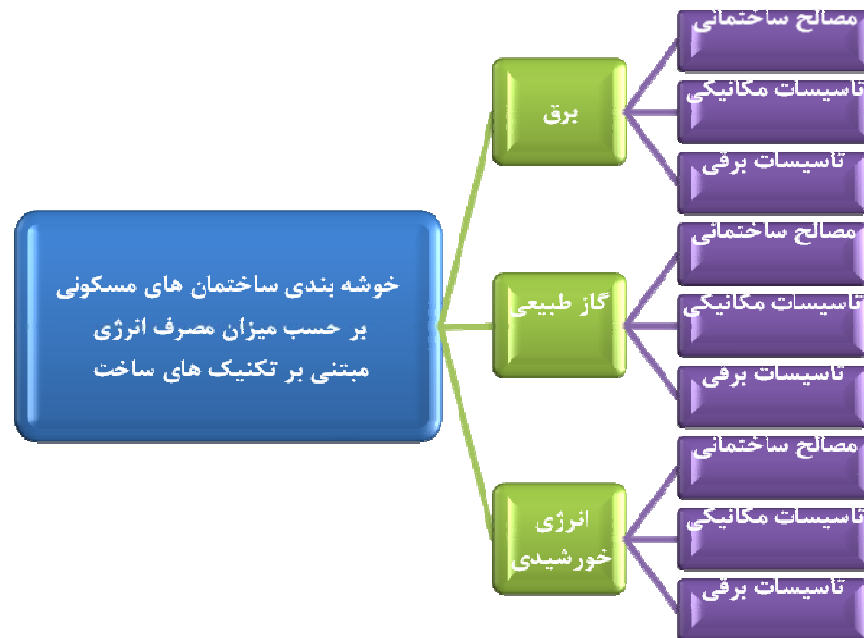 خوشه بندی ساختمان های مسکونی
بر حسب میزان مصرف انرژی
مبتنی بر تکنیک های ساخت
برق
مصالح ساختمانی
تاسیسات مکانیکی
تاسیسات برقی
گاز طبیعی
مصالح ساختمانی
تاسیسات مکانیکی
تاسیسات برقی
انرژی
خورشیدی
مصالح ساختمانی
تاسیسات مکانیکی
تاسیسات برقی